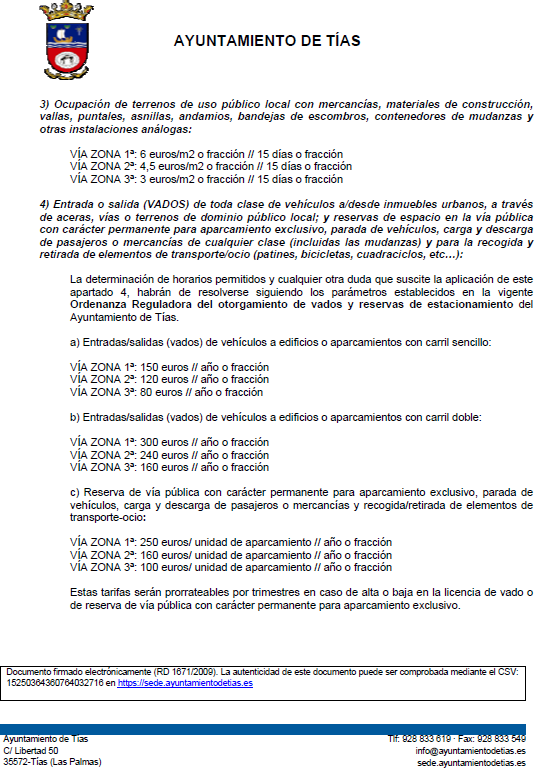 AYUNTAMIENTO DE TÍAS
3) Ocupación de terrenos de uso público local con mercancías, materiales de construcción,
vallas, puntales, asnillas, andamios, bandejas de escombros, contenedores de mudanzas y
otras instalaciones análogas:
VÍA ZONA 1ª: 6 euros/m2 o fracción // 15 días o fracción
VÍA ZONA 2ª: 4,5 euros/m2 o fracción // 15 días o fracción
VÍA ZONA 3ª: 3 euros/m2 o fracción // 15 días o fracción
4) Entrada o salida (VADOS) de toda clase de vehículos a/desde inmuebles urbanos, a través
de aceras, vías o terrenos de dominio público local; y reservas de espacio en la vía pública
con carácter permanente para aparcamiento exclusivo, parada de vehículos, carga y descarga
de pasajeros o mercancías de cualquier clase (incluidas las mudanzas) y para la recogida y
retirada de elementos de transporte/ocio (patines, bicicletas, cuadraciclos, etc...):
La determinación de horarios permitidos y cualquier otra duda que suscite la aplicación de este
apartado 4, habrán de resolverse siguiendo los parámetros establecidos en la vigente
Ordenanza Reguladora del otorgamiento de vados y reservas de estacionamiento del
Ayuntamiento de Tías.
a) Entradas/salidas (vados) de vehículos a edificios o aparcamientos con carril sencillo:
VÍA ZONA 1ª: 150 euros // año o fracción
VÍA ZONA 2ª: 120 euros // año o fracción
VÍA ZONA 3ª: 80 euros // año o fracción
b) Entradas/salidas (vados) de vehículos a edificios o aparcamientos con carril doble:
VÍA ZONA 1ª: 300 euros // año o fracción
VÍA ZONA 2ª: 240 euros // año o fracción
VÍA ZONA 3ª: 160 euros // año o fracción
c) Reserva de vía pública con carácter permanente para aparcamiento exclusivo, parada de
vehículos, carga y descarga de pasajeros o mercancías y recogida/retirada de elementos de
transporte-ocio:
VÍA ZONA 1ª: 250 euros/ unidad de aparcamiento // año o fracción
VÍA ZONA 2ª: 160 euros/ unidad de aparcamiento // año o fracción
VÍA ZONA 3ª: 100 euros/ unidad de aparcamiento // año o fracción
Estas tarifas serán prorrateables por trimestres en caso de alta o baja en la licencia de vado o
de reserva de vía pública con carácter permanente para aparcamiento exclusivo.
Documento firmado electrónicamente (RD 1671/2009). La autenticidad de este documento puede ser comprobada mediante el CSV:
15250364360764032716 en https://sede.ayuntamientodetias.es
Ayuntamiento de Tías
C/ Libertad 50
35572-Tías (Las Palmas)
Tlf: 928 833 619 · Fax: 928 833 549
info@ayuntamientodetias.es
sede.ayuntamientodetias.es